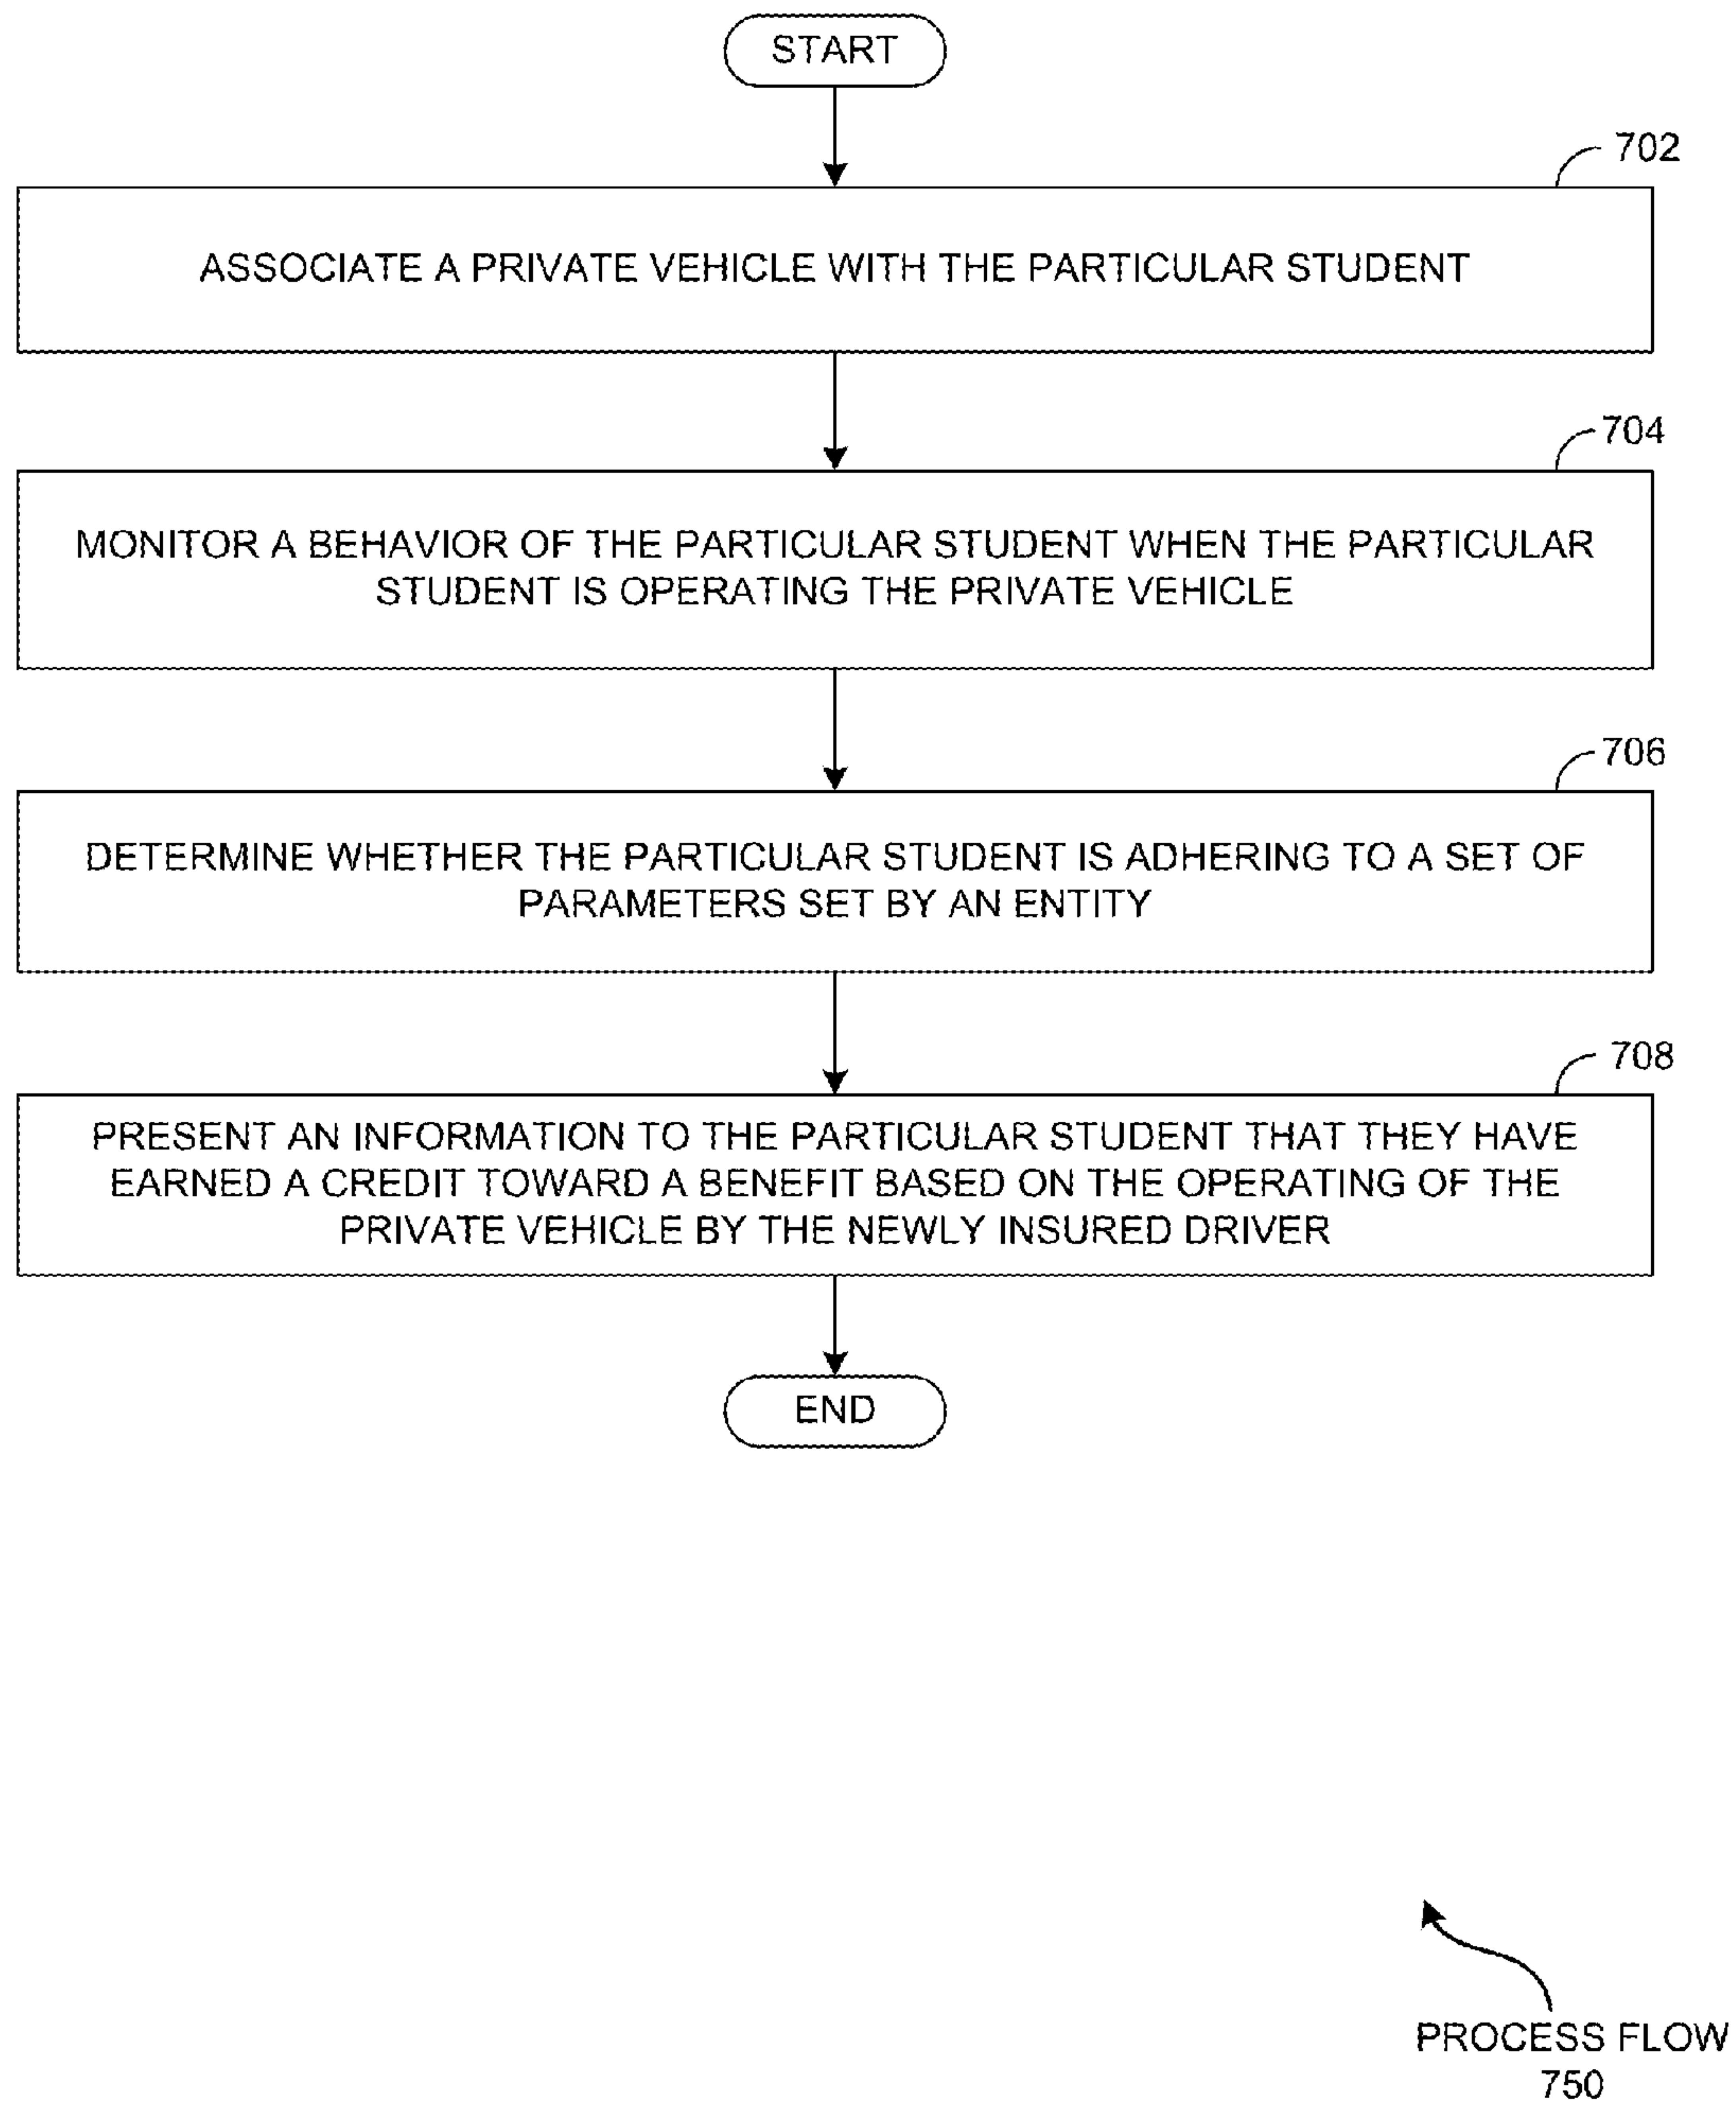 START
702
ASSOCIATE A PRIVATE VEHICLE WITH THE PARTICULAR STUDENT
704
MONITOR A BEHAVIOR OF THE PARTICULAR STUDENT WHEN THE PARTICULAR
STUDENT IS OPERATING THE PRIVATE VEHICLE
706
DETERMINE WHETHER THE PARTICULAR STUDENT IS ADHERING TO A SET OF
PARAMETERS SET BY AN ENTITY
708
PRESENT AN INFORMATION TO THE PARTICULAR STUDENT THAT THEY HAVE
EARNED A CREDIT TOWARD A BENEFIT BASED ON THE OPERATING OF THE
PRIVATE VEHICLE BY THE NEWLY INSURED DRIVER
END
PROCESS FLOW
750